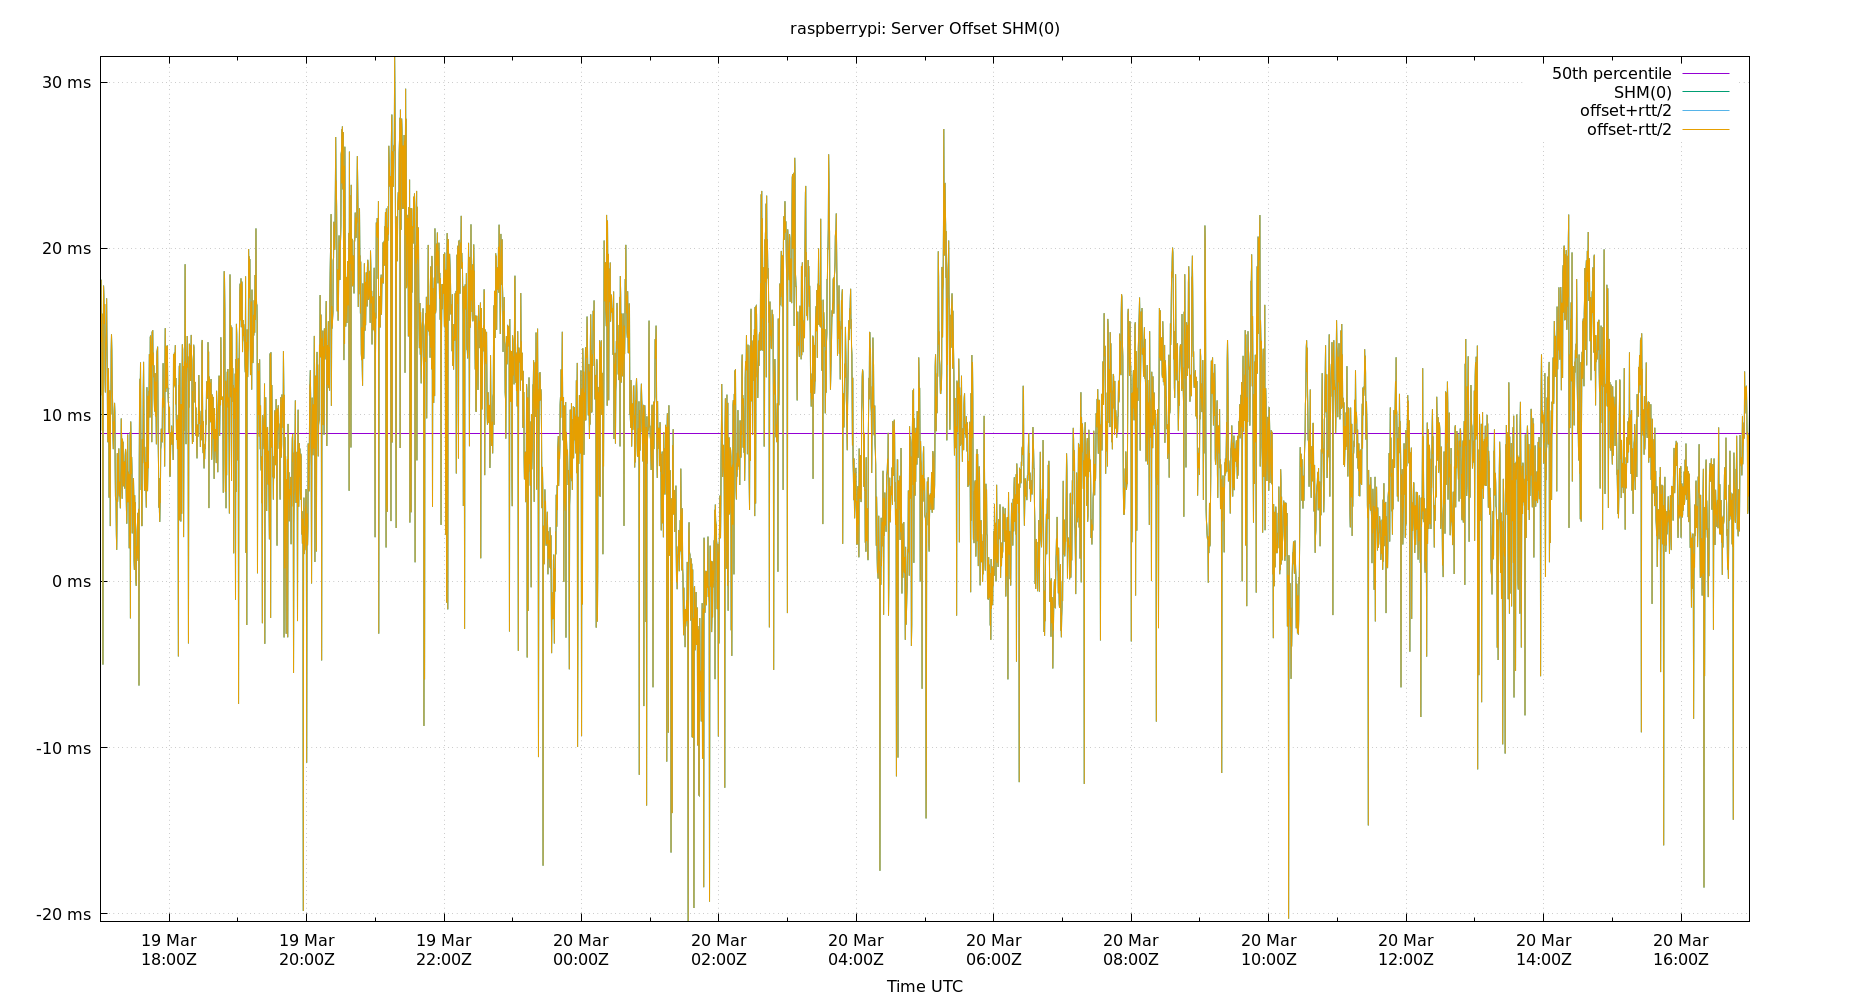 raspberrypi: Server Offset SHM(0)
50th percentile
SHM(0)
offset+rtt/2
offset-rtt/2
30 ms
20 ms
10 ms
0 ms
-10 ms
-20 ms
19 Mar 19 Mar 19 Mar 20 Mar 20 Mar 20 Mar 20 Mar 20 Mar 20 Mar 20 Mar 20 Mar 20 Mar
18:00Z 20:00Z 22:00Z 00:00Z 02:00Z 04:00Z 06:00Z 08:00Z 10:00Z 12:00Z 14:00Z 16:00Z
Time UTC